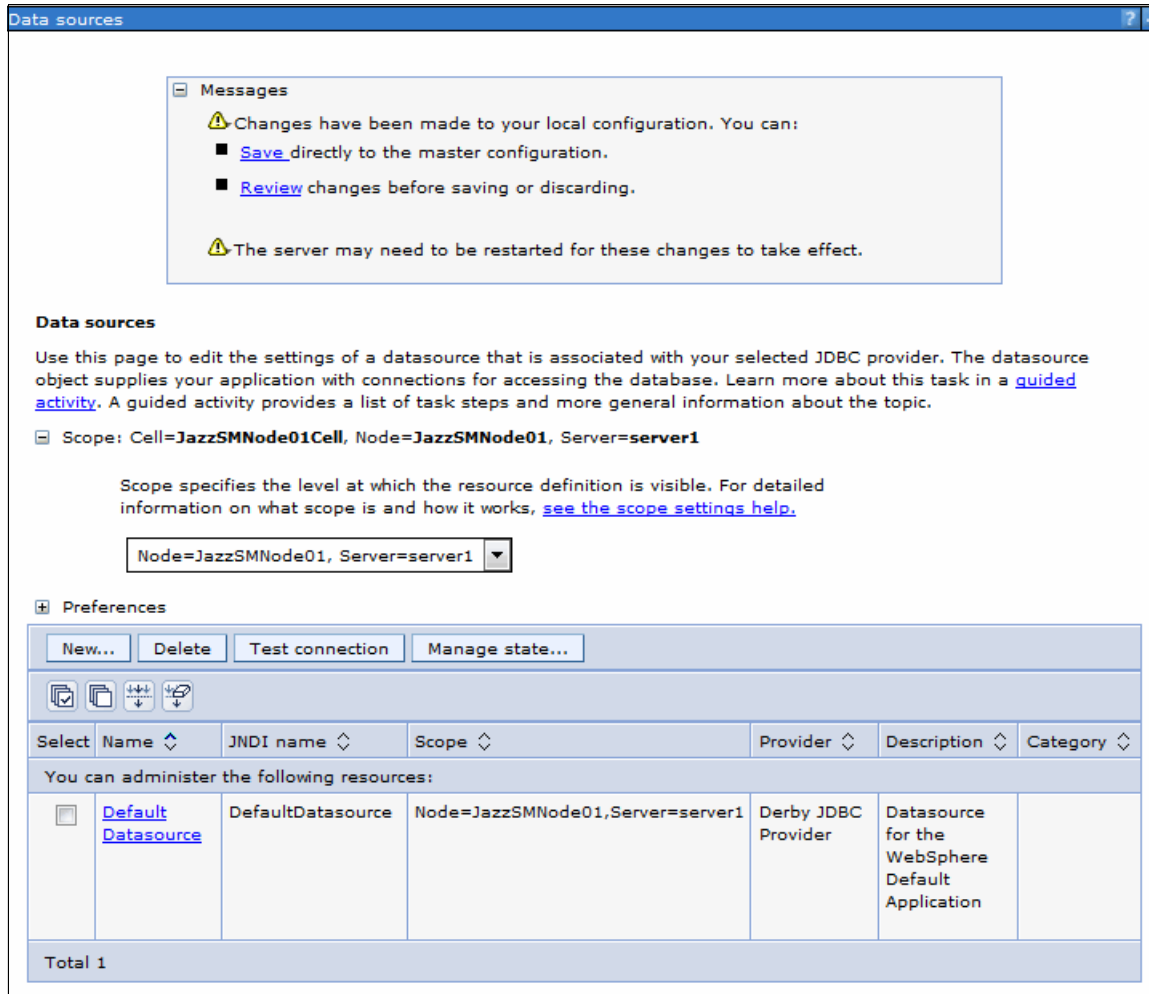 Data sources
?
Messages
Changes have been made to your local configuration. You can:
Save directly to the master configuration.
Review changes before saving or discarding.
The server may need to be restarted for these changes to take effect.
Data sources
Use this page to edit the settings of a datasource that is associated with your selected JDBC provider. The datasource
object supplies your application with connections for accessing the database. Learn more about this task in a guided
activity. A guided activity provides a list of task steps and more general information about the topic.
Scope: Cell=JazzSMNode01Cell, Node=JazzSMNode01, Server=server1
Scope specifies the level at which the resource definition is visible. For detailed
information on what scope is and how it works, see the scope settings help.
Node=JazzSMNode01, Server=server1
Preferences
New... Delete Test connection Manage state...
Select Name JNDI name Scope Provider Description Category
You can administer the following resources:
Default DefaultDatasource Node=JazzSMNode01,Server=server1 Derby JDBC Datasource
Datasource Provider for the
WebSphere
Default
Application
Total 1